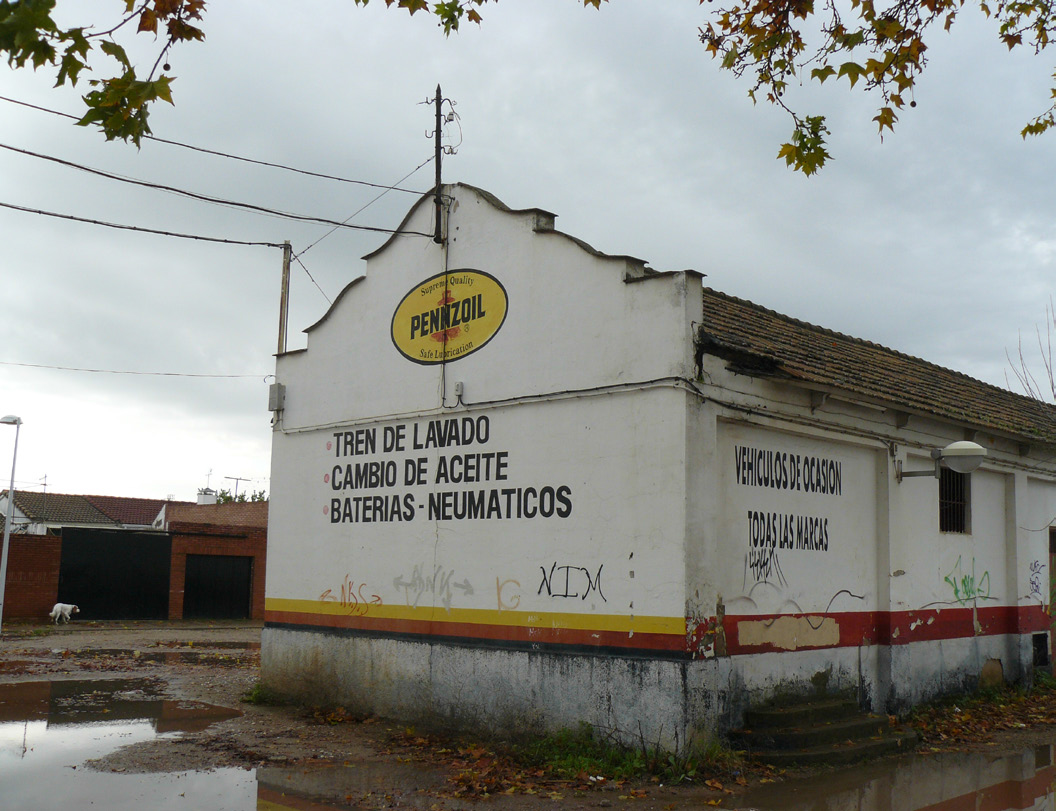 Supreme Quality
PENNZOIL
®
Safe Lubrication
TREN DE LAVADO
CAMBIO DE ACEITE
BATERIAS - NEUMATICOS
VEHICULOS DE OCASION
TODAS LAS MARCAS
NIM